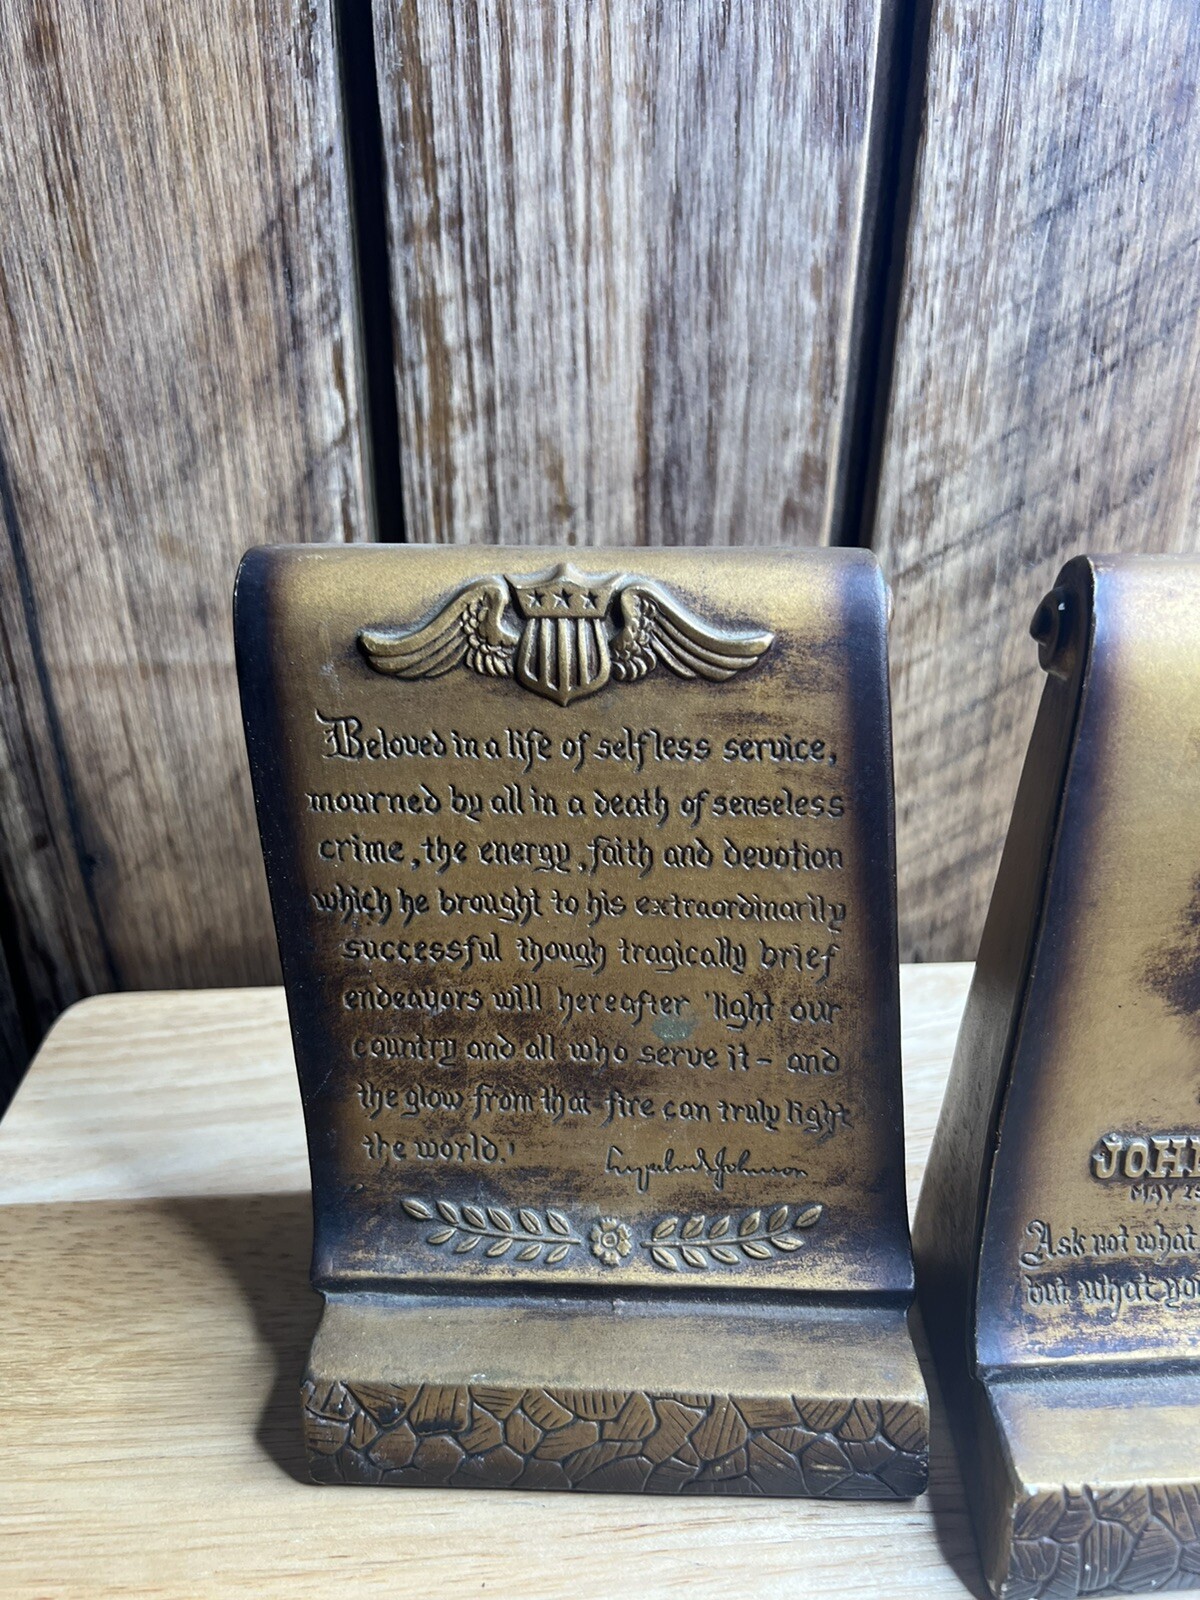 Beloved in a life of selfless service,
mourned by all in a death of senseless
crime, the energy, faith and devotion
which he brought to his extraordinarily
successful though tragically brief
endeavors will hereafter 'light our
country and all who serve it - and
the glow from that fire can truly light
the world.'
Lyndon B Johnson
JOH
MAY 29
Ask not what
but what you